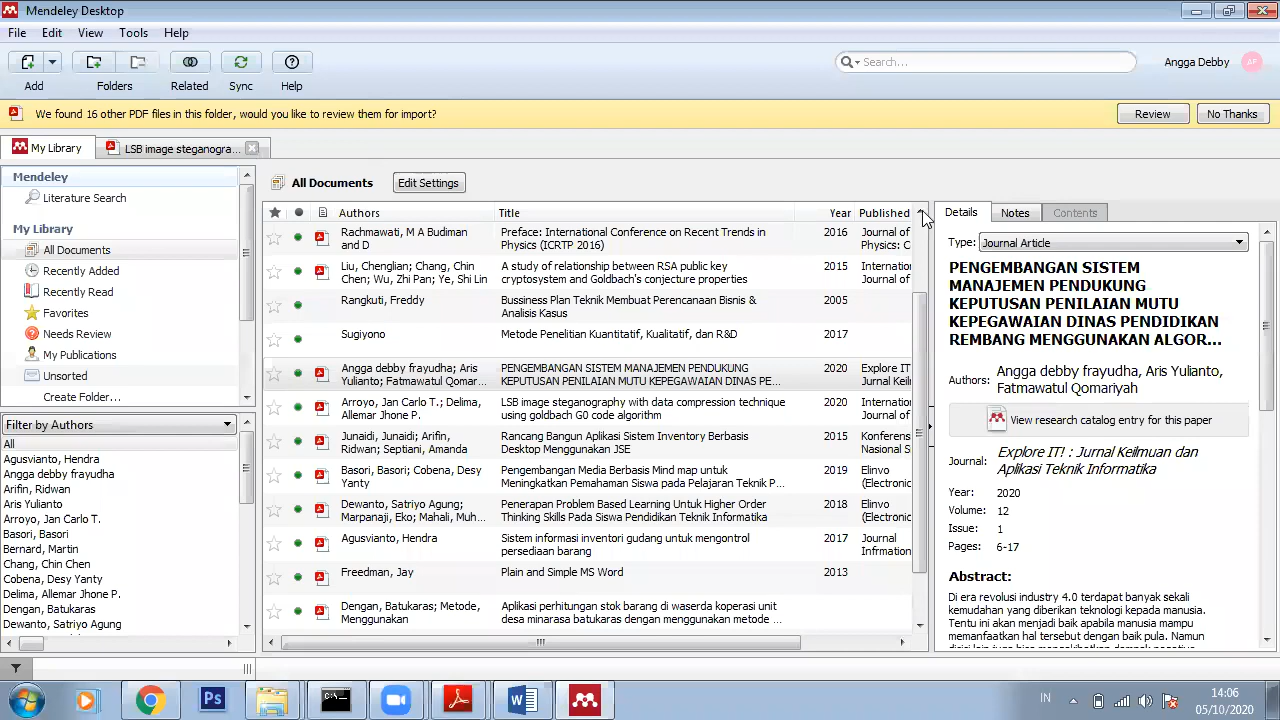 Mendeley Desktop
File Edit View Tools Help
Search...
Angga Debby AF
Add Folders Related Sync Help
We found 16 other PDF files in this folder, would you like to review them for import?
Review No Thanks
My Library
LSB image steganogra...
Mendeley
Literature Search
My Library
All Documents
Recently Added
Recently Read
Favorites
Needs Review
My Publications
Unsorted
Create Folder...
Filter by Authors
All
Agusvianto, Hendra
Angga debby frayudha
Arifin, Ridwan
Aris Yulianto
Arroyo, Jan Carlo T.
Basori, Basori
Bernard, Martin
Chang, Chin Chen
Cobena, Desy Yanty
Delima, Allemar Jhone P.
Dengan, Batukaras
Dewanto, Satriyo Agung
All Documents Edit Settings
Authors Title Year Published
Rachmawati, M A Budiman Preface: International Conference on Recent Trends in 2016 Journal of
and D Physics (ICRTP 2016) Physics: C
Liu, Chenglian; Chang, Chin A study of relationship between RSA public key 2015 Internatio
Chen; Wu, Zhi Pan; Ye, Shi Lin cryptosystem and Goldbach's conjecture properties Journal of
Rangkuti, Freddy Bussiness Plan Teknik Membuat Perencanaan Bisnis & 2005
Analisis Kasus
Sugiyono Metode Penelitian Kuantitatif, Kualitatif, dan R&D 2017
Angga debby frayudha; Aris PENGEMBANGAN SISTEM MANAJEMEN PENDUKUNG 2020 Explore IT
Yulianto; Fatmawatul Qomar... KEPUTUSAN PENILAIAN MUTU KEPEGAWAIAN DINAS PE... Jurnal Keil
Arroyo, Jan Carlo T.; Delima, LSB image steganography with data compression technique 2020 Internatio
Allemar Jhone P. using goldbach G0 code algorithm Journal of
Junaidi, Junaidi; Arifin, Rancang Bangun Aplikasi Sistem Inventory Berbasis 2015 Konferens
Ridwan; Septiani, Anamah Desktop Menggunakan JSE Nasional S
Basori, Basori; Cobena, Desy Pengembangan Media Berbasis Mind map untuk 2019 Elinvo
Yanty Meningkatkan Pemahaman Siswa pada Pelajaran Teknik P... (Electronic
Dewanto, Satriyo Agung; Penerapan Problem Based Learning Untuk Higher Order 2018 Elinvo
Marpanaji, Eko; Mahali, Muh... Thinking Skills Pada Siswa Pendidikan Teknik Informatika (Electronic
Agusvianto, Hendra Sistem informasi inventori gudang untuk mengontrol 2017 Journal
persediaan barang Infrmation
Freedman, Jay Plain and Simple MS Word 2013
Dengan, Batukaras; Metode, Aplikasi perhitungan stok barang di waserda koperasi unit
Menggunakan desa minarasa batukaras dengan menggunakan metode ...
Details Notes Contents
Type: Journal Article
PENGEMBANGAN SISTEM
MANAJEMEN PENDUKUNG
KEPUTUSAN PENILAIAN MUTU
KEPEGAWAIAN DINAS PENDIDIKAN
REMBANG MENGGUNAKAN ALGOR...
Authors: Angga debby frayudha, Aris Yulianto,
Fatmawatul Qomariyah
View research catalog entry for this paper
Journal: Explore IT! : Jurnal Keilmuan dan
Aplikasi Teknik Informatika
Year: 2020
Volume: 12
Issue: 1
Pages: 6-17
Abstract:
Di era revolusi industry 4.0 terdapat banyak sekali
kemudahan yang diberikan teknologi kepada manusia.
Tentu ini akan menjadi baik apabila manusia mampu
memanfaatkan hal tersebut dengan baik pula. Namun
Ps
C:\
IN
14:06
05/10/2020